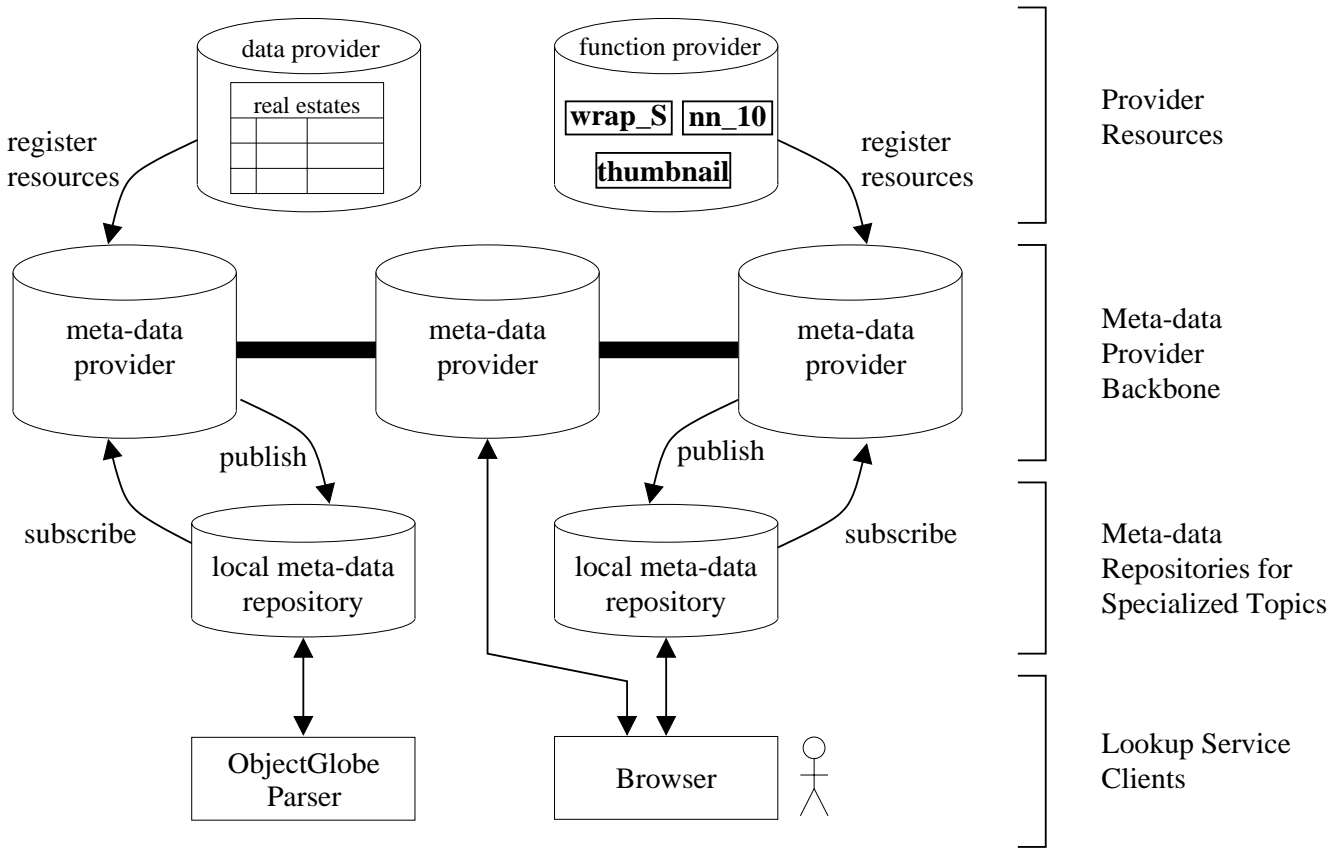 data provider
real estates
function provider
wrap_S
nn_10
thumbnail
register
resources
register
resources
Provider
Resources
meta-data
provider
meta-data
provider
meta-data
provider
Meta-data
Provider
Backbone
publish
subscribe
publish
subscribe
local meta-data
repository
local meta-data
repository
Meta-data
Repositories for
Specialized Topics
ObjectGlobe
Parser
Browser
Lookup Service
Clients